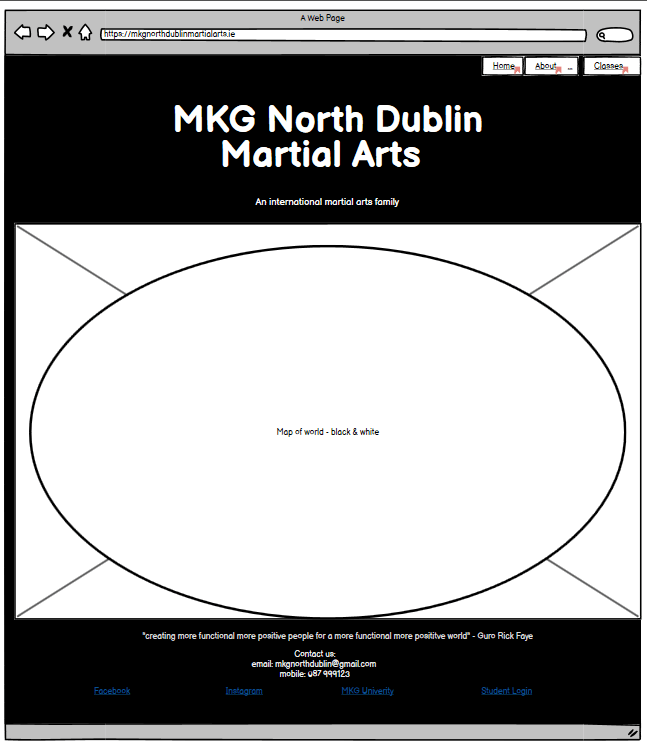 A Web Page
https://mkgnorthdublinmartialarts.ie
Home About ... Classes
MKG North Dublin
Martial Arts
An international martial arts family
Map of world - black & white
"creating more functional more positive people for a more functional more positiitve world" - Guro Rick Faye
Contact us:
email: mkgnorthdublin@gmail.com
mobile: 087 999123
Facebook Instagram MKG Univerity Student Login